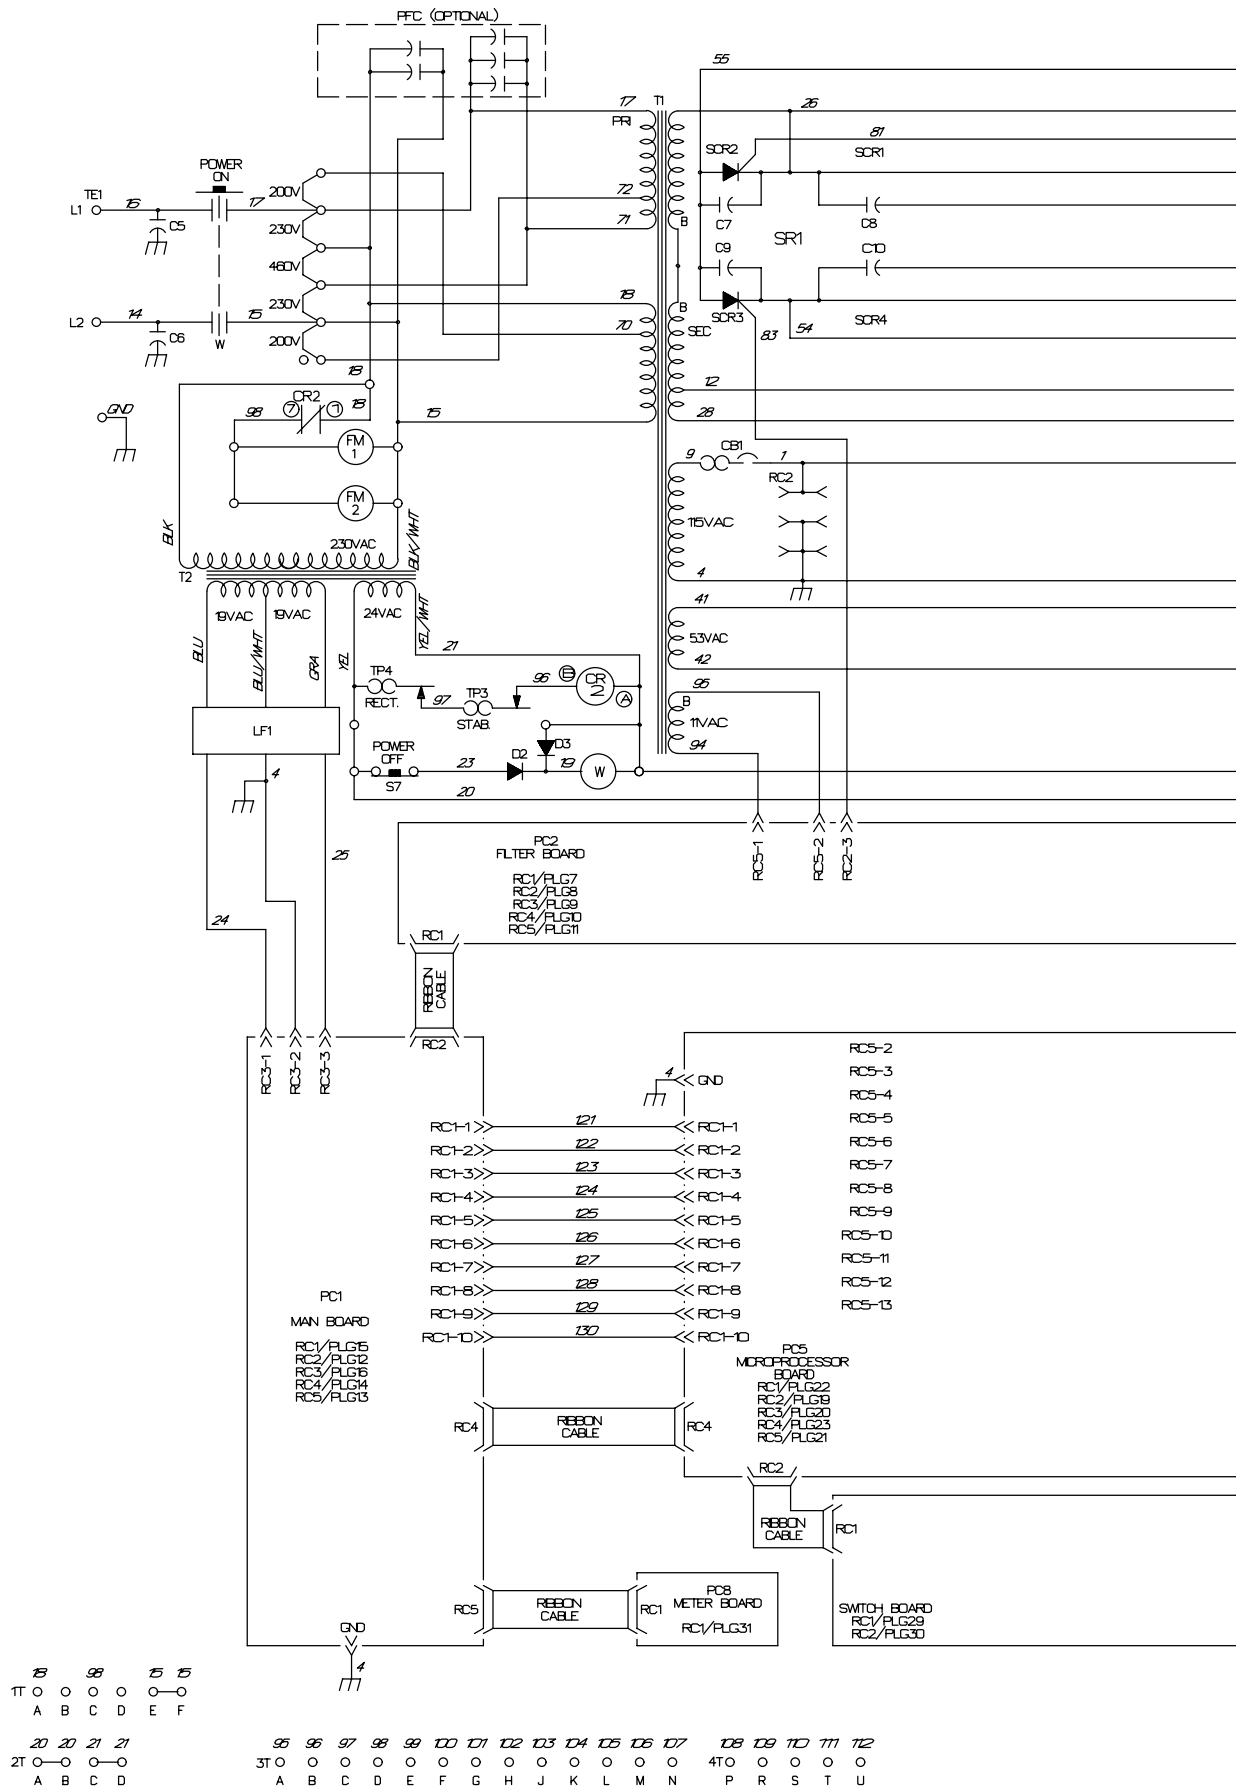 PFC (OPTIONAL)
55
17
T1
26
PRI
81
SCR2
SCR1
POWER
ON
TE1
L1
16
17
200V
72
C5
230V
71
B
C7
C8
SR1
460V
C9
C10
18
230V
B
L2
14
15
SCR3
SCR4
70
SEC
83
54
C6
W
200V
18
12
GND
CR2
18
98
7
1
15
28
FM
1
9
CB1
1
RC2
FM
2
BLK
230VAC
BLK/WHT
115VAC
T2
4
19VAC
19VAC
24VAC
41
YEL/WHT
53VAC
BLU
BLU/WHT
GRA
YEL
21
42
TP4
96
B
CR
2
A
95
RECT.
97
TP3
STAB.
B
11VAC
LF1
POWER
OFF
D3
94
23
D2
19
W
4
S7
20
25
PC2
FILTER BOARD
RC5-1
RC5-2
RC2-3
RC1/PLG7
RC2/PLG8
RC3/PLG9
RC4/PLG10
RC5/PLG11
24
RC1
RIBBON
CABLE
RC2
RC3-1
RC3-2
RC3-3
RC5-2
RC5-3
RC5-4
RC5-5
RC5-6
RC5-7
RC5-8
RC5-9
RC5-10
RC5-11
RC5-12
RC5-13
4
GND
RC1-1 121 RC1-1
RC1-2 122 RC1-2
RC1-3 123 RC1-3
RC1-4 124 RC1-4
RC1-5 125 RC1-5
RC1-6 126 RC1-6
RC1-7 127 RC1-7
RC1-8 128 RC1-8
RC1-9 129 RC1-9
RC1-10 130 RC1-10
PC1
MAIN BOARD
RC1/PLG15
RC2/PLG12
RC3/PLG16
RC4/PLG14
RC5/PLG13
PC5
MICROPROCESSOR
BOARD
RC1/PLG22
RC2/PLG19
RC3/PLG20
RC4/PLG23
RC5/PLG21
RC4
RIBBON
CABLE
RC4
RC2
RIBBON
CABLE
RC1
RC5
RIBBON
CABLE
RC1
PC8
METER BOARD
RC1/PLG31
SWITCH BOARD
RC1/PLG29
RC2/PLG30
GND
4
18 98 15 15
1T
A B C D E F
20 20 21 21
2T
A B C D
95 96 97 98 99 100 101 102 103 104 105 106 107
3T
A B C D E F G H J K L M N
108 109 110 111 112
4T
P R S T U